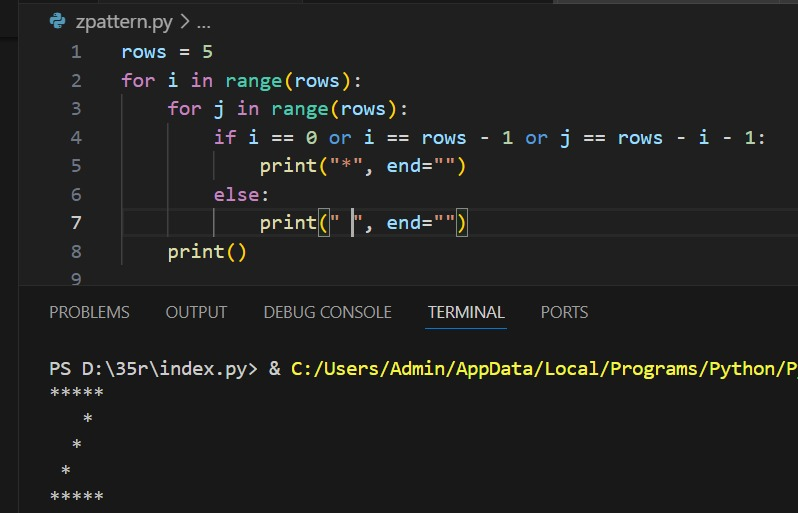 zpattern.py > ...
1 rows = 5
2 for i in range(rows):
3     for j in range(rows):
4         if i == 0 or i == rows - 1 or j == rows - i - 1:
5             print("*", end="")
6         else:
7             print(" ", end="")
8     print()
9
PROBLEMS OUTPUT DEBUG CONSOLE TERMINAL PORTS
PS D:\35r\index.py> & C:/Users/Admin/AppData/Local/Programs/Python/P
*****
   *
  *
 *
*****